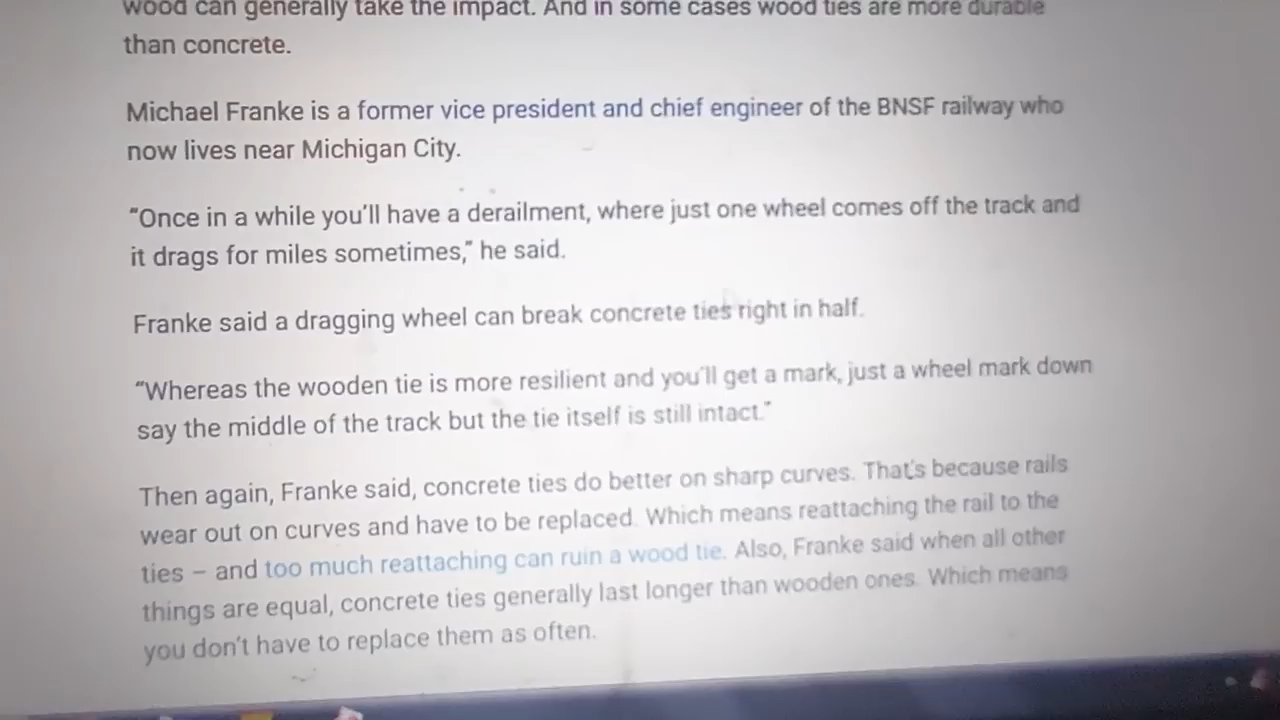 wood can generally take the impact. And in some cases wood ties are more durable
than concrete.
Michael Franke is a former vice president and chief engineer of the BNSF railway who
now lives near Michigan City.
“Once in a while you’ll have a derailment, where just one wheel comes off the track and
it drags for miles sometimes,” he said.
Franke said a dragging wheel can break concrete ties right in half.
“Whereas the wooden tie is more resilient and you’ll get a mark, just a wheel mark down
say the middle of the track but the tie itself is still intact.”
Then again, Franke said, concrete ties do better on sharp curves. That’s because rails
wear out on curves and have to be replaced. Which means reattaching the rail to the
ties – and too much reattaching can ruin a wood tie. Also, Franke said when all other
things are equal, concrete ties generally last longer than wooden ones. Which means
you don’t have to replace them as often.